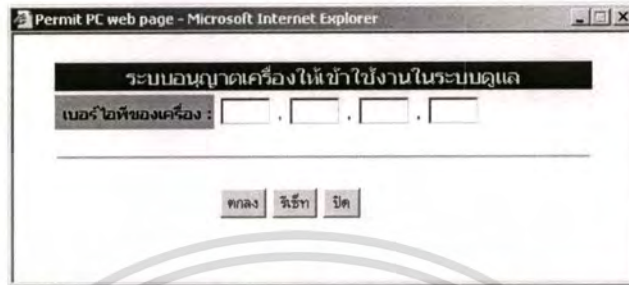 Permit PC web page - Microsoft Internet Explorer
ระบบอนุญาตเครื่องให้เข้าใช้งานในระบบดูแล
เบอร์ไอพีของเครื่อง : . . .
ตกลง รีเซ็ท ปิด